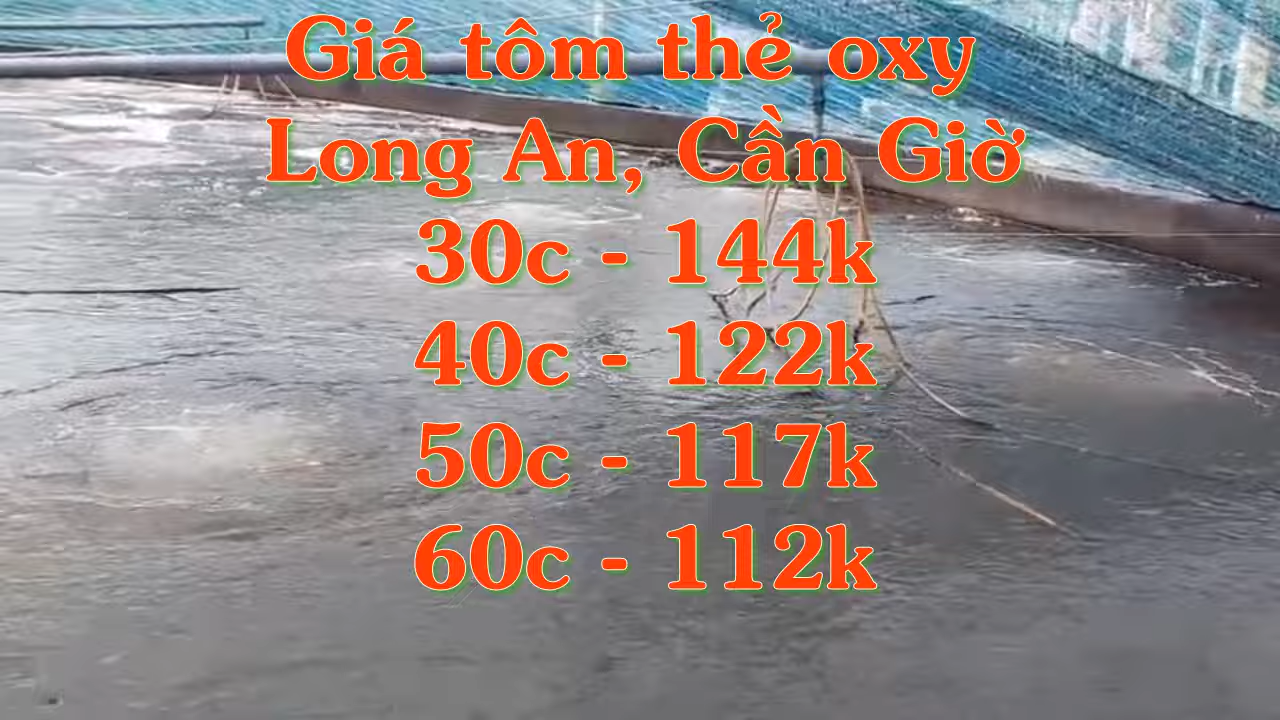 Giá tôm thẻ oxy
Long An, Cần Giờ
30c - 144k
40c - 122k
50c - 117k
60c - 112k